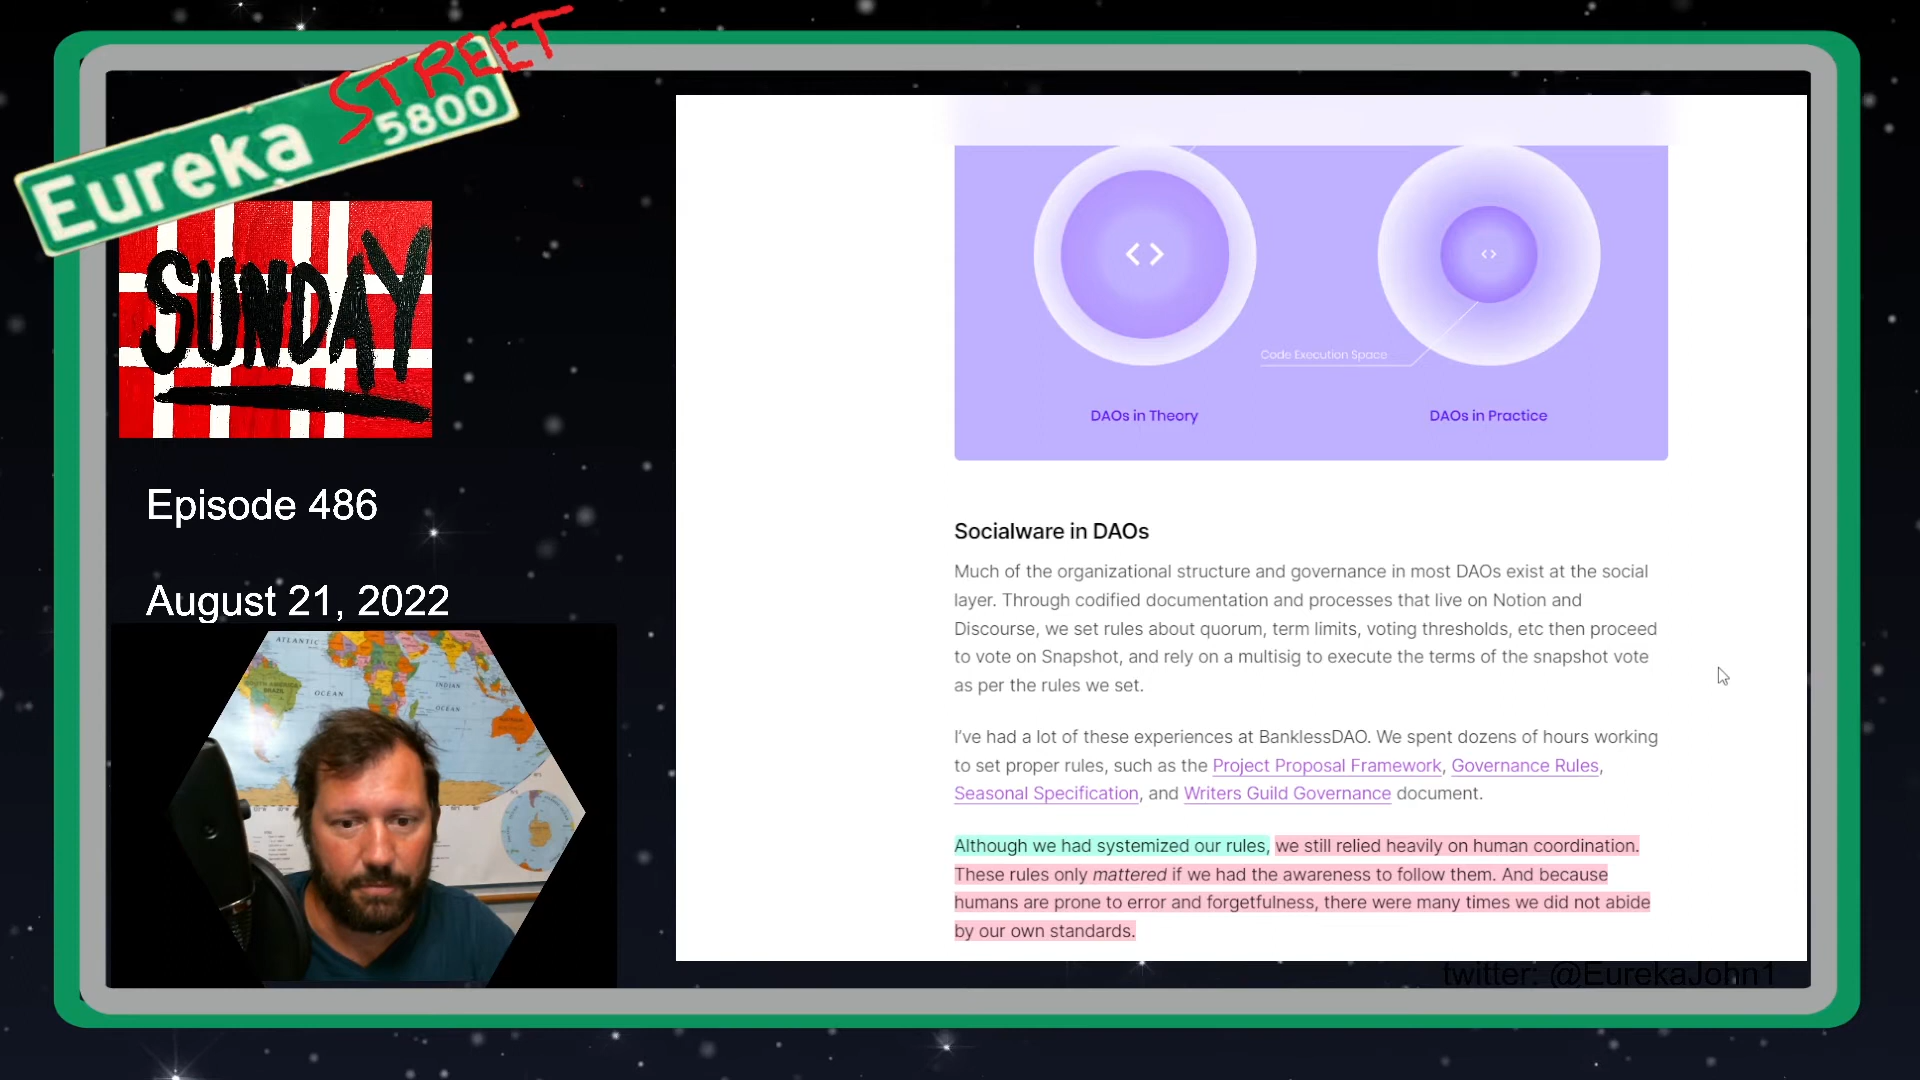 Eureka
STREET
5800
SUNDAY
Episode 486
August 21, 2022
ATLANTIC
SOUTH AMERICA
BRAZIL
OCEAN
INDIAN
OCEAN
Code Execution Space
DAOs in Theory
DAOs in Practice
Socialware in DAOs
Much of the organizational structure and governance in most DAOs exist at the social
layer. Through codified documentation and processes that live on Notion and
Discourse, we set rules about quorum, term limits, voting thresholds, etc then proceed
to vote on Snapshot, and rely on a multisig to execute the terms of the snapshot vote
as per the rules we set.
I've had a lot of these experiences at BanklessDAO. We spent dozens of hours working
to set proper rules, such as the Project Proposal Framework, Governance Rules,
Seasonal Specification, and Writers Guild Governance document.
Although we had systemized our rules, we still relied heavily on human coordination.
These rules only mattered if we had the awareness to follow them. And because
humans are prone to error and forgetfulness, there were many times we did not abide
by our own standards.
twitter: @EurekaJohn1